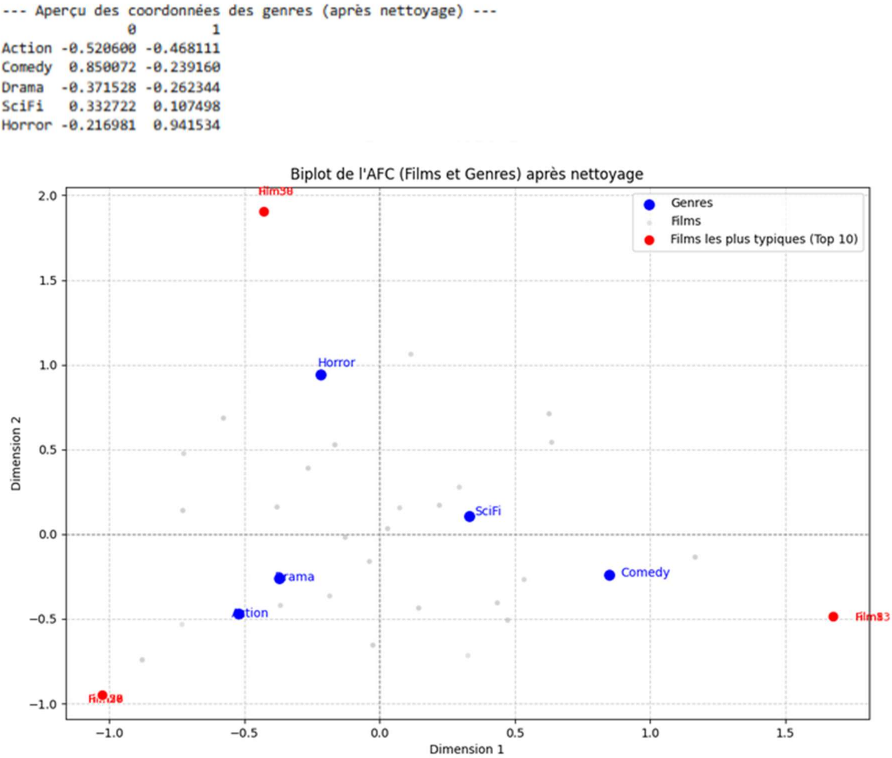 --- Aperçu des coordonnées des genres (après nettoyage) ---
0 1
Action -0.520600 -0.468111
Comedy 0.850072 -0.239160
Drama -0.371528 -0.262344
SciFi 0.332722 0.107498
Horror -0.216981 0.941534
Biplot de l'AFC (Films et Genres) après nettoyage
Genres
Films
Films les plus typiques (Top 10)
2.0
1.5
1.0
0.5
0.0
−0.5
−1.0
Dimension 2
Horror
SciFi
Comedy
Drama
Action
−1.0 −0.5 0.0 0.5 1.0 1.5
Dimension 1